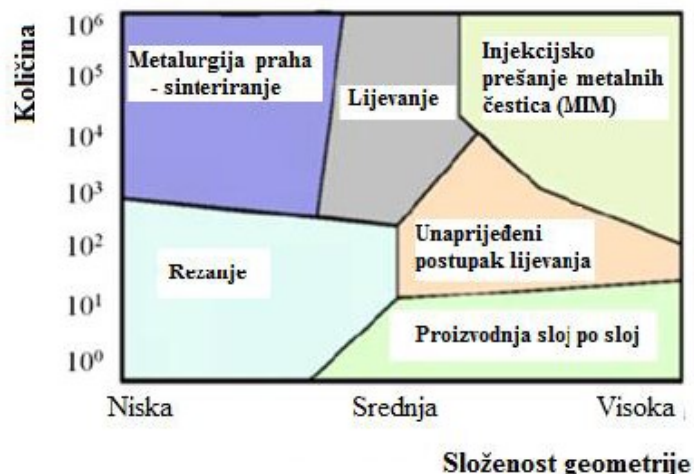 Količina
10⁶
10⁵
10⁴
10³
10²
10¹
10⁰
Metalurgija praha
- sinteriranje
Lijevanje
Injekcijsko
prešanje metalnih
čestica (MIM)
Rezanje
Unaprijeđeni
postupak lijevanja
Proizvodnja sloj po sloj
Niska
Srednja
Visoka
Složenost geometrije